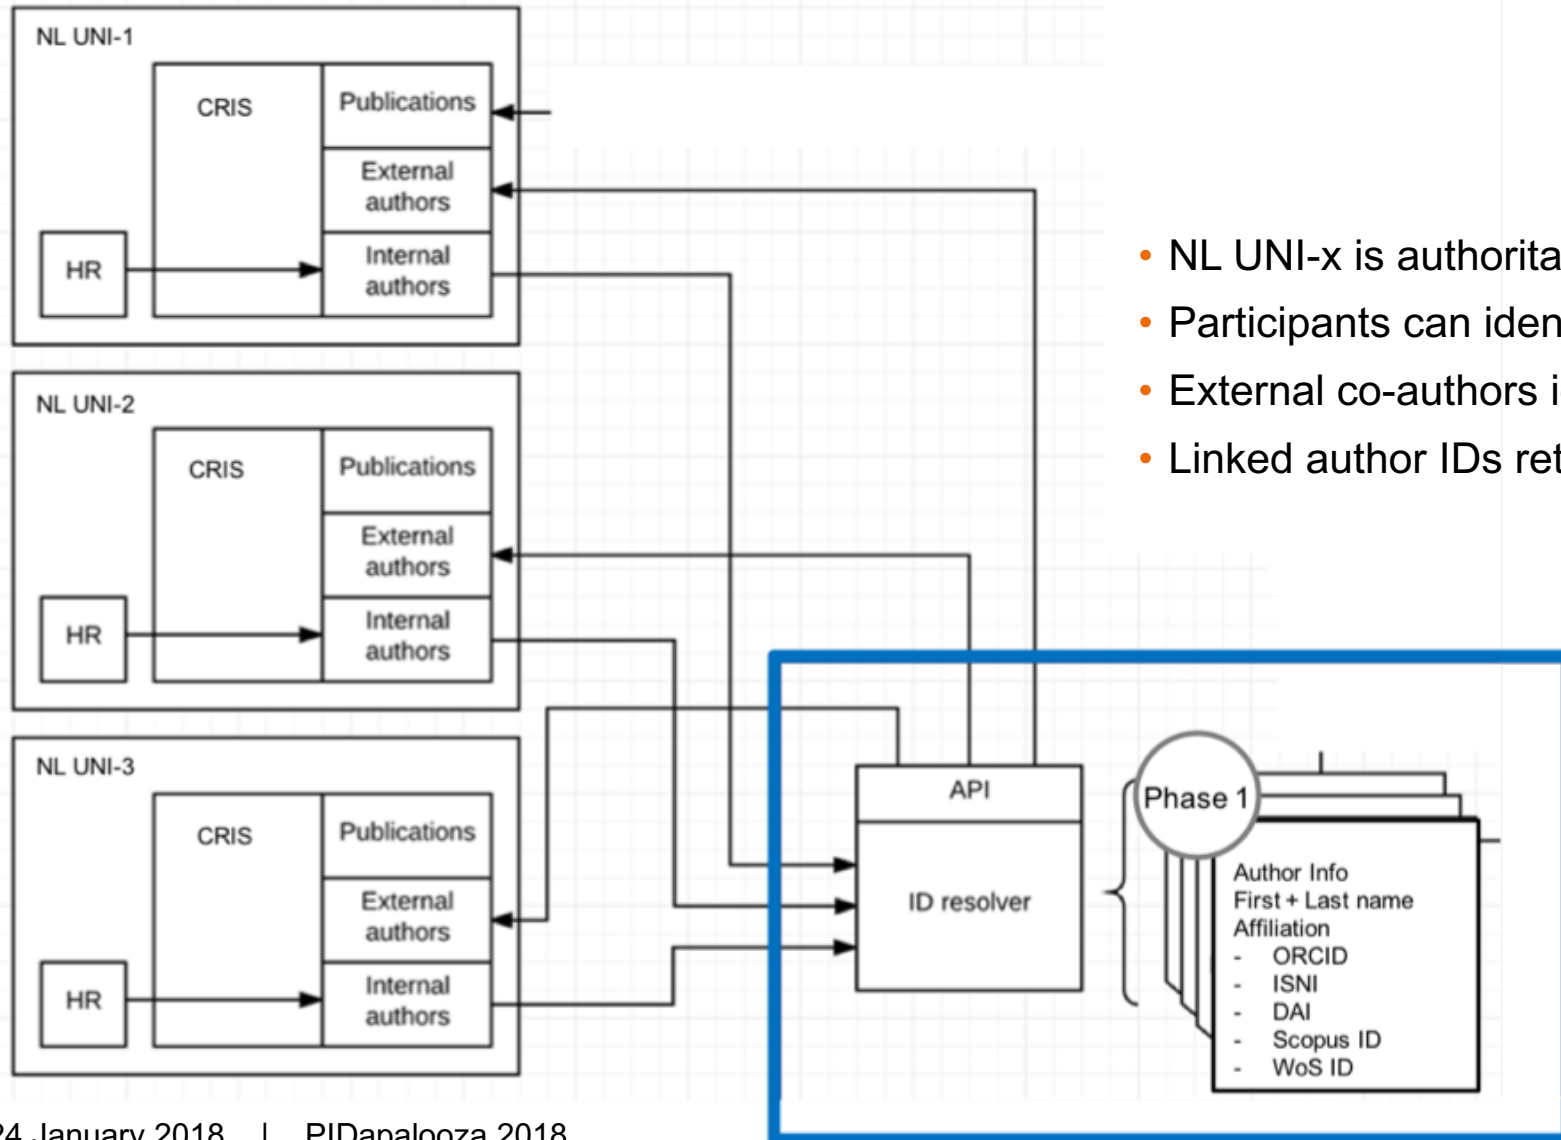 NL UNI-1
CRIS
Publications
External
authors
Internal
authors
HR
NL UNI-2
CRIS
Publications
External
authors
Internal
authors
HR
NL UNI-3
CRIS
Publications
External
authors
Internal
authors
HR
• NL UNI-x is
• Participants can
• External co-authors
• Linked author IDs
API
ID resolver
Phase 1
Author Info
First + Last name
Affiliation
- ORCID
- ISNI
- DAI
- Scopus ID
- WoS ID
24 January 2018 | PIDapalooza 2018